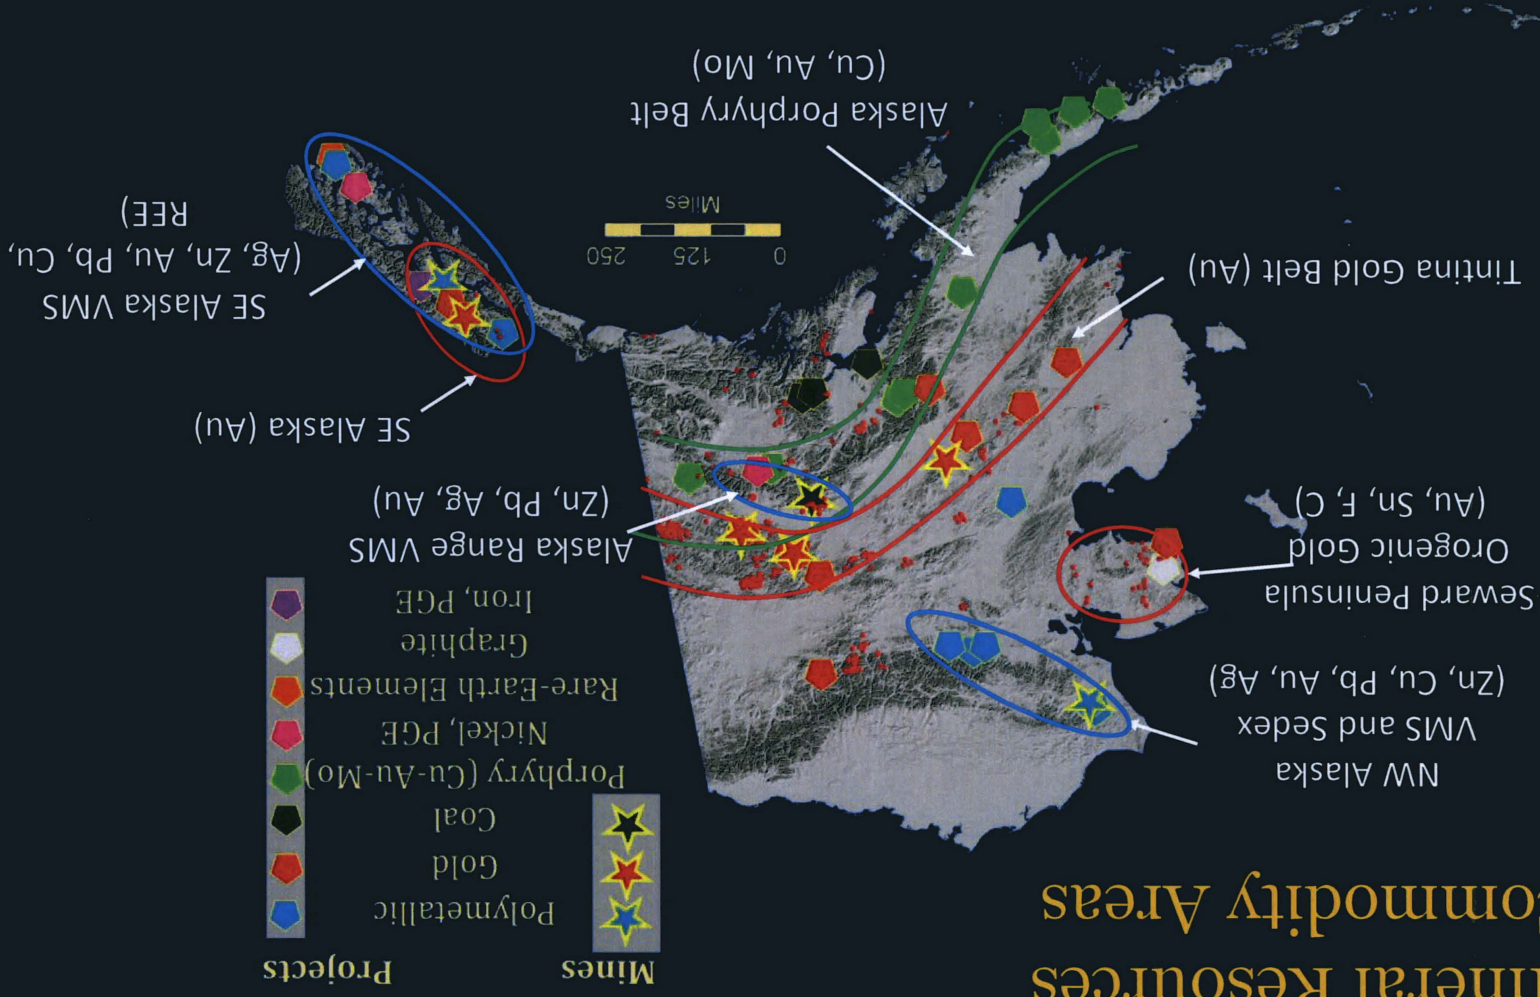 ineral Resources
ommodity Areas
Mines
Projects
Polymetallic
Gold
Coal
Porphyry (Cu-Au-Mo)
Nickel, PGE
Rare-Earth Elements
Graphite
Iron, PGE
NW Alaska
VMS and Sedex
(Zn, Cu, Pb, Au, Ag)
Seward Peninsula
Orogenic Gold
(Au, Sn, F, C)
Alaska Range VMS
(Zn, Pb, Ag, Au)
SE Alaska (Au)
Tintina Gold Belt (Au)
SE Alaska VMS
(Ag, Zn, Au, Pb, Cu,
REE)
0 125 250
Miles
Alaska Porphyry Belt
(Cu, Au, Mo)